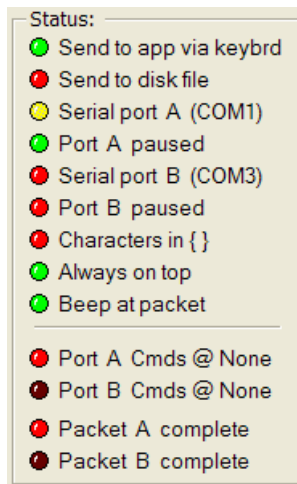 Status:
Send to app via keybrd
Send to disk file
Serial port A (COM1)
Port A paused
Serial port B (COM3)
Port B paused
Characters in { }
Always on top
Beep at packet
Port A Cmds @ None
Port B Cmds @ None
Packet A complete
Packet B complete